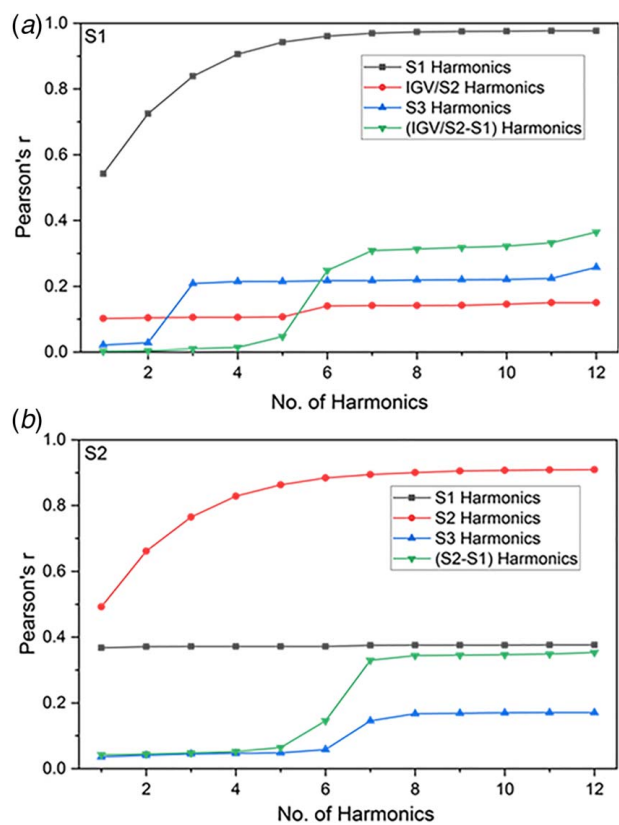 (a)
S1
1.0
0.8
0.6
0.4
0.2
0.0
Pearson's r
S1 Harmonics
IGV/S2 Harmonics
S3 Harmonics
(IGV/S2-S1) Harmonics
2 4 6 8 10 12
No. of Harmonics
(b)
S2
1.0
0.8
0.6
0.4
0.2
0.0
Pearson's r
S1 Harmonics
S2 Harmonics
S3 Harmonics
(S2-S1) Harmonics
2 4 6 8 10 12
No. of Harmonics